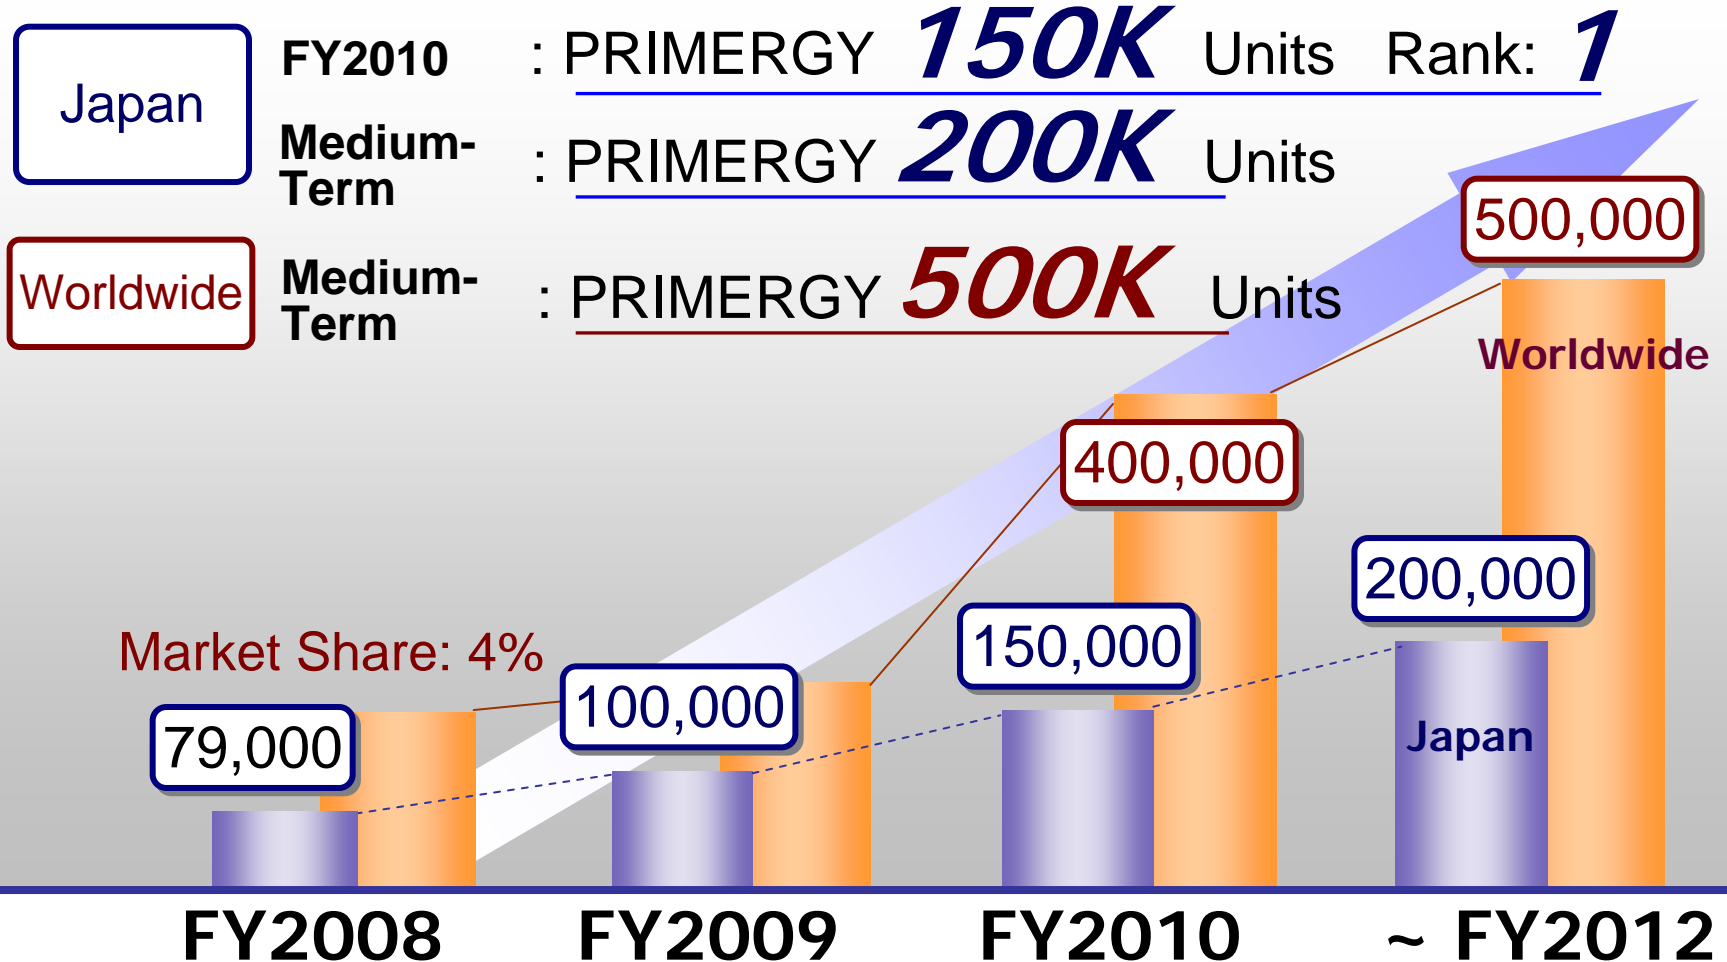 Japan
FY2010 : PRIMERGY 150K Units Rank: 1
Medium-
Term : PRIMERGY 200K Units
Worldwide
Medium-
Term : PRIMERGY 500K Units
500,000
Worldwide
400,000
200,000
150,000
Market Share: 4%
100,000
79,000
Japan
FY2008 FY2009 FY2010 ~ FY2012